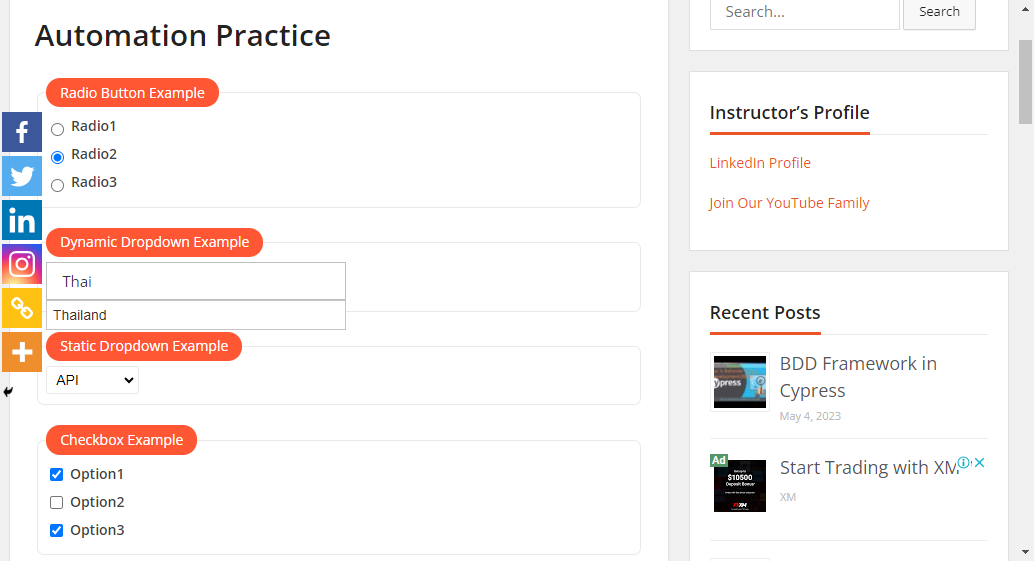 Automation Practice
Radio Button Example
Radio1
Radio2
Radio3
Dynamic Dropdown Example
Thai
Thailand
Static Dropdown Example
API
Checkbox Example
Option1
Option2
Option3
Search...
Search
Instructor’s Profile
LinkedIn Profile
Join Our YouTube Family
Recent Posts
BDD Framework in
Cypress
May 4, 2023
Ad
$10500
Start Trading with XM
XM